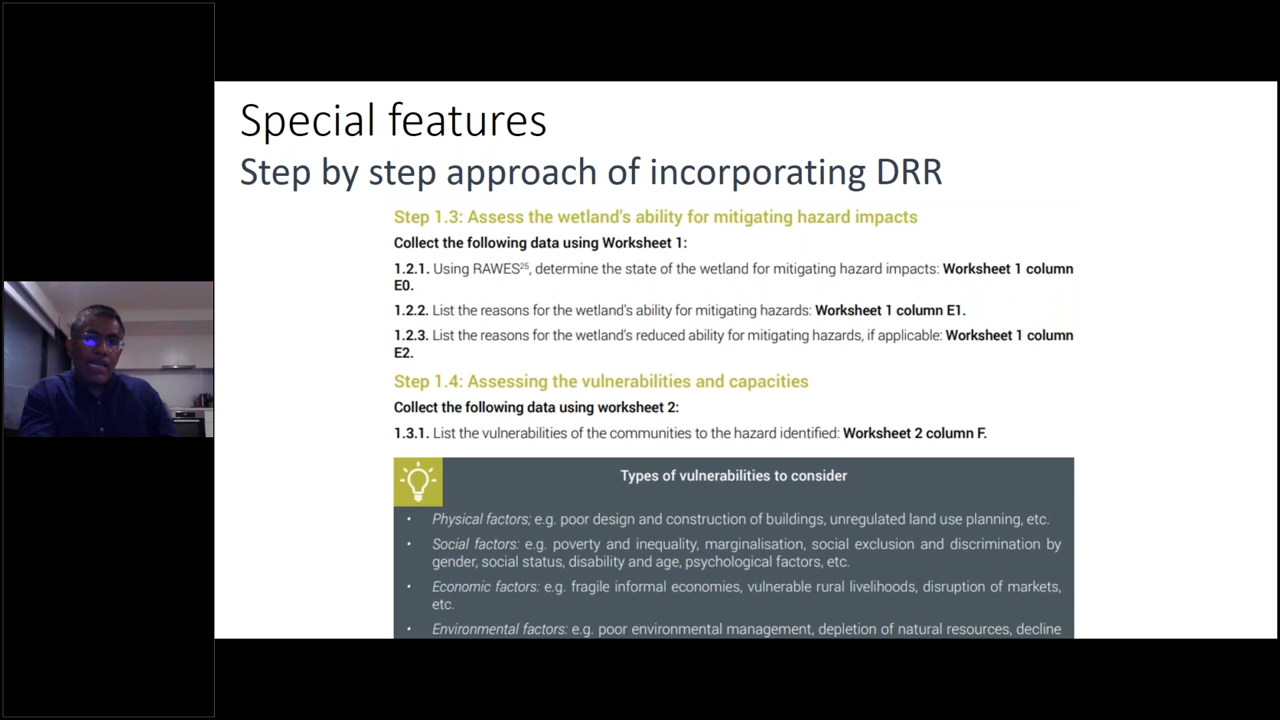 Special features
Step by step approach of incorporating DRR
Step 1.3: Assess the wetland's ability for mitigating hazard impacts
Collect the following data using Worksheet 1:
1.2.1. Using RAWES25, determine the state of the wetland for mitigating hazard impacts: Worksheet 1 column
E0.
1.2.2. List the reasons for the wetland's ability for mitigating hazards: Worksheet 1 column E1.
1.2.3. List the reasons for the wetland's reduced ability for mitigating hazards, if applicable: Worksheet 1 column
E2.
Step 1.4: Assessing the vulnerabilities and capacities
Collect the following data using worksheet 2:
1.3.1. List the vulnerabilities of the communities to the hazard identified: Worksheet 2 column F.
Types of vulnerabilities to consider
• Physical factors; e.g. poor design and construction of buildings, unregulated land use planning, etc.
• Social factors: e.g. poverty and inequality, marginalisation, social exclusion and discrimination by
gender, social status, disability and age, psychological factors, etc.
• Economic factors: e.g. fragile informal economies, vulnerable rural livelihoods, disruption of markets,
etc.
• Environmental factors: e.g. poor environmental management, depletion of natural resources, decline